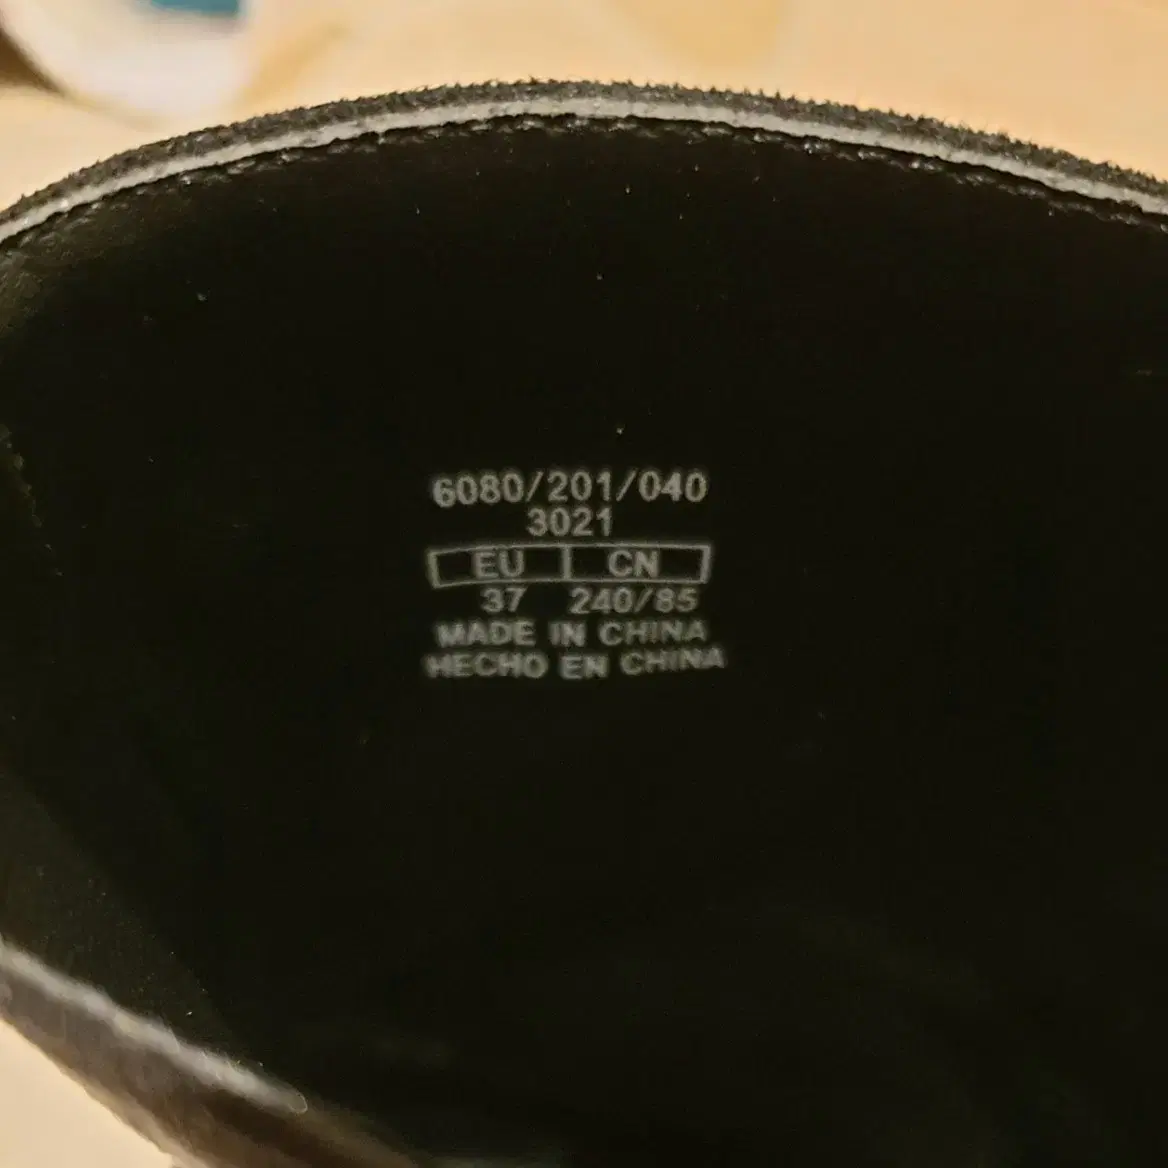 6080/201/040
3021
EU CN
37 240/85
MADE IN CHINA
HECHO EN CHINA